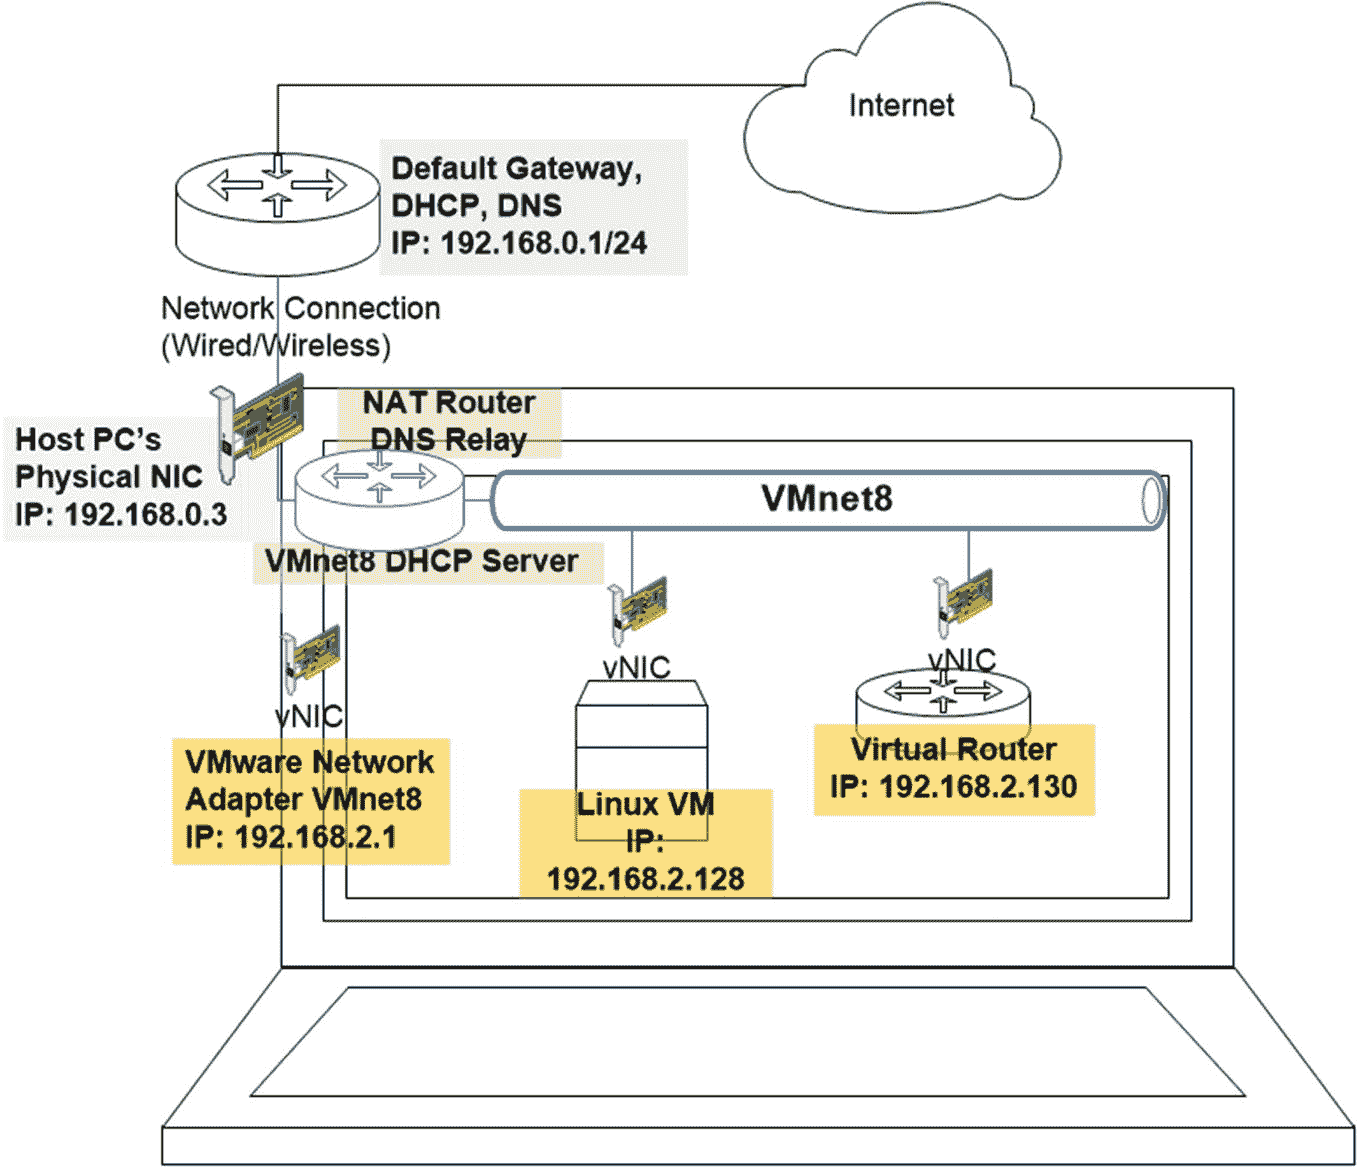 Internet
Default Gateway,
DHCP, DNS
IP: 192.168.0.1/24
Network Connection
(Wired/Wireless)
NAT Router
DNS Relay
Host PC’s
Physical NIC
IP: 192.168.0.3
VMnet8
VMnet8 DHCP Server
vNIC
vNIC
vNIC
VMware Network
Adapter VMnet8
IP: 192.168.2.1
Linux VM
IP:
192.168.2.128
Virtual Router
IP: 192.168.2.130